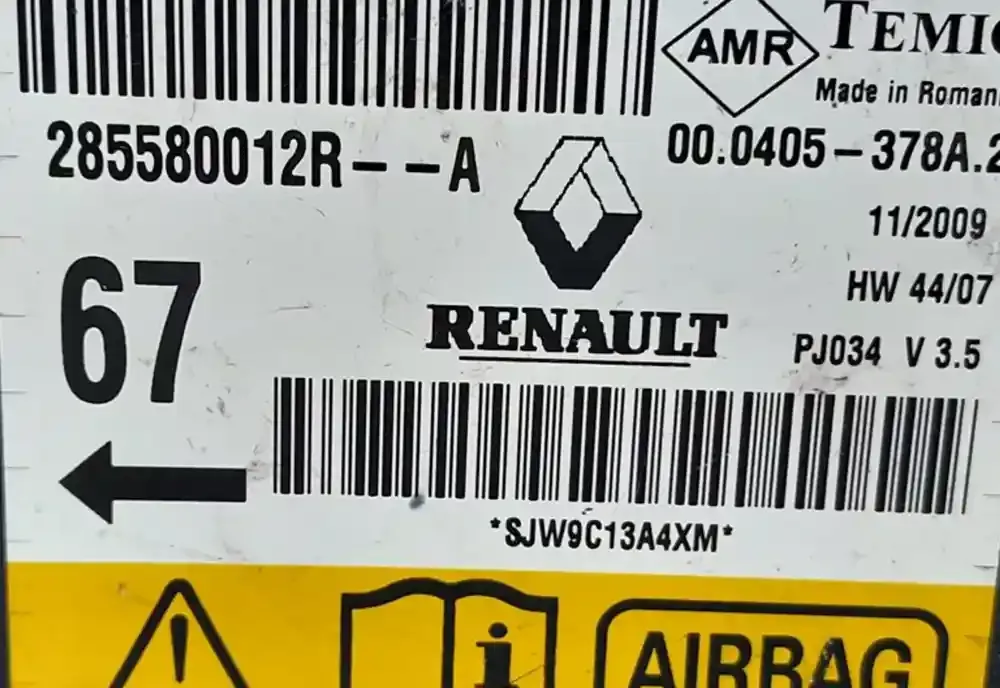 AMR
TEMIC
Made in Roman
285580012R--A
00.0405-378A.2
11/2009
67
HW 44/07
RENAULT
PJ034 V 3.5
*SJW9C13A4XM*
i
AIRBAG